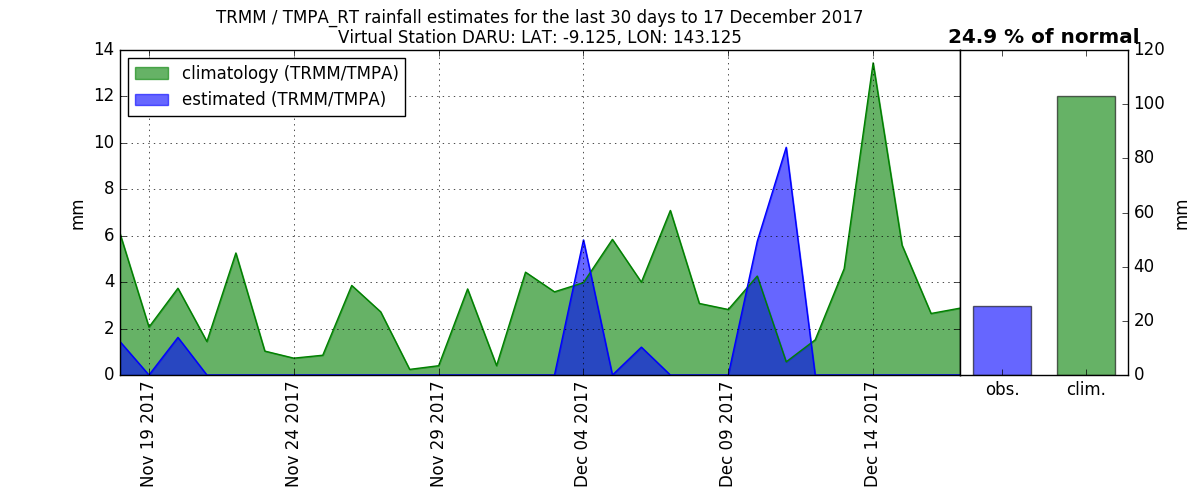 TRMM / TMPA_RT rainfall estimates for the last 30 days to 17 December 2017
Virtual Station DARU: LAT: -9.125, LON: 143.125
24.9 % of normal
climatology (TRMM/TMPA)
estimated (TRMM/TMPA)
14
12
10
8
6
4
2
0
mm
Nov 19 2017
Nov 24 2017
Nov 29 2017
Dec 04 2017
Dec 09 2017
Dec 14 2017
obs.
clim.
120
100
80
60
40
20
0
mm